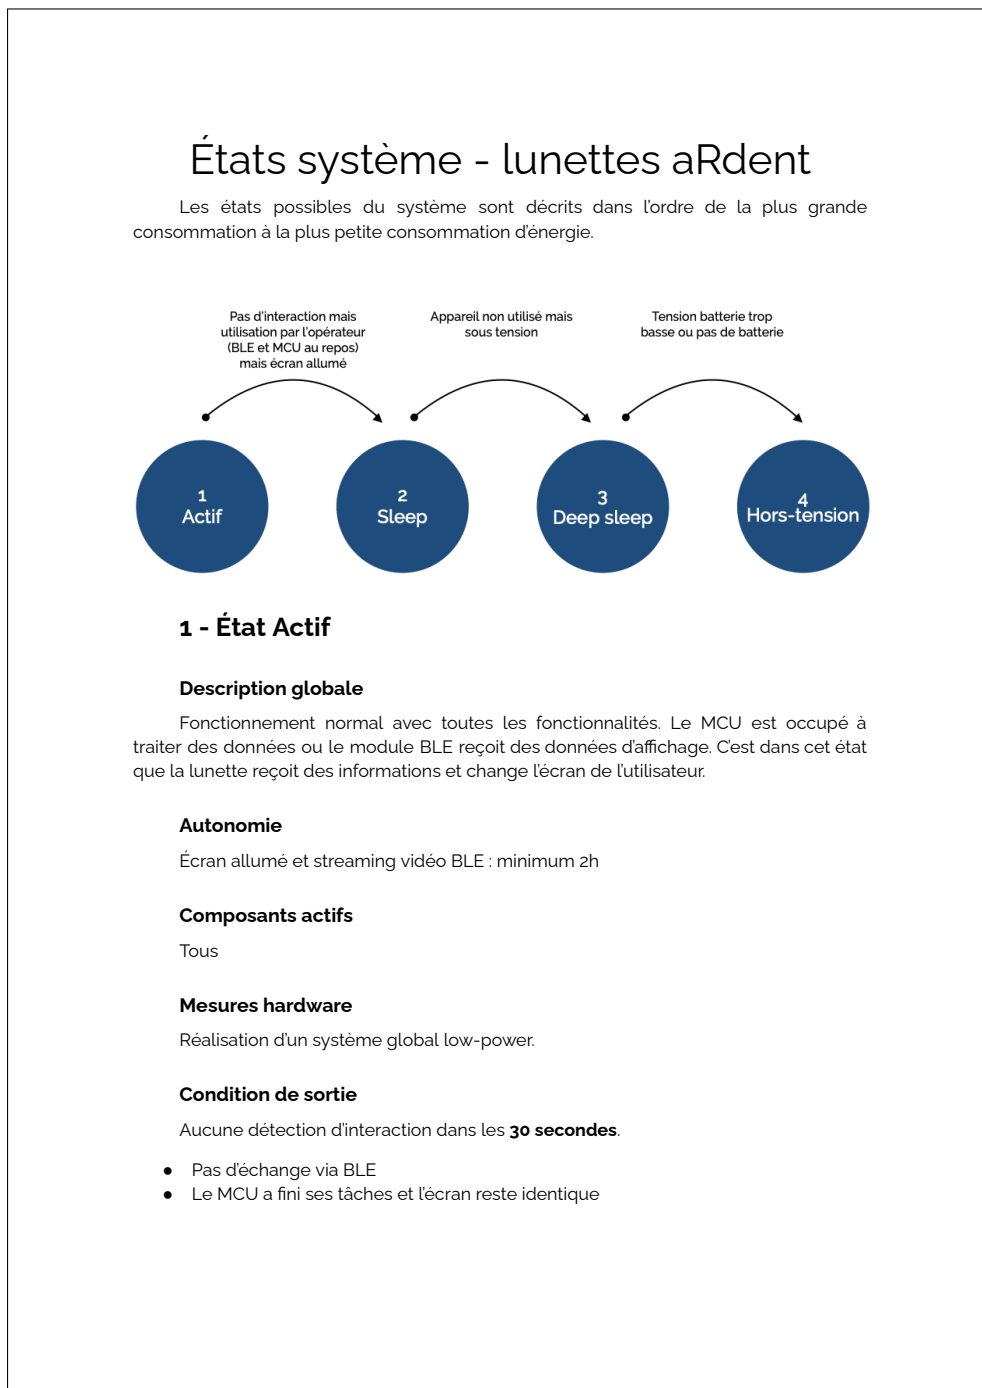 États système - lunettes aRdent
Les états possibles du système sont décrits dans l'ordre de la plus grande
consommation à la plus petite consommation d'énergie.
Pas d'interaction mais
utilisation par l'opérateur
(BLE et MCU au repos)
mais écran allumé
Appareil non utilisé mais
sous tension
Tension batterie trop
basse ou pas de batterie
1
Actif
2
Sleep
3
Deep sleep
4
Hors-tension
1 - État Actif
Description globale
Fonctionnement normal avec toutes les fonctionnalités. Le MCU est occupé à
traiter des données ou le module BLE reçoit des données d'affichage. C'est dans cet état
que la lunette reçoit des informations et change l'écran de l'utilisateur.
Autonomie
Écran allumé et streaming vidéo BLE : minimum 2h
Composants actifs
Tous
Mesures hardware
Réalisation d'un système global low-power.
Condition de sortie
Aucune détection d'interaction dans les 30 secondes.
● Pas d'échange via BLE
● Le MCU a fini ses tâches et l'écran reste identique